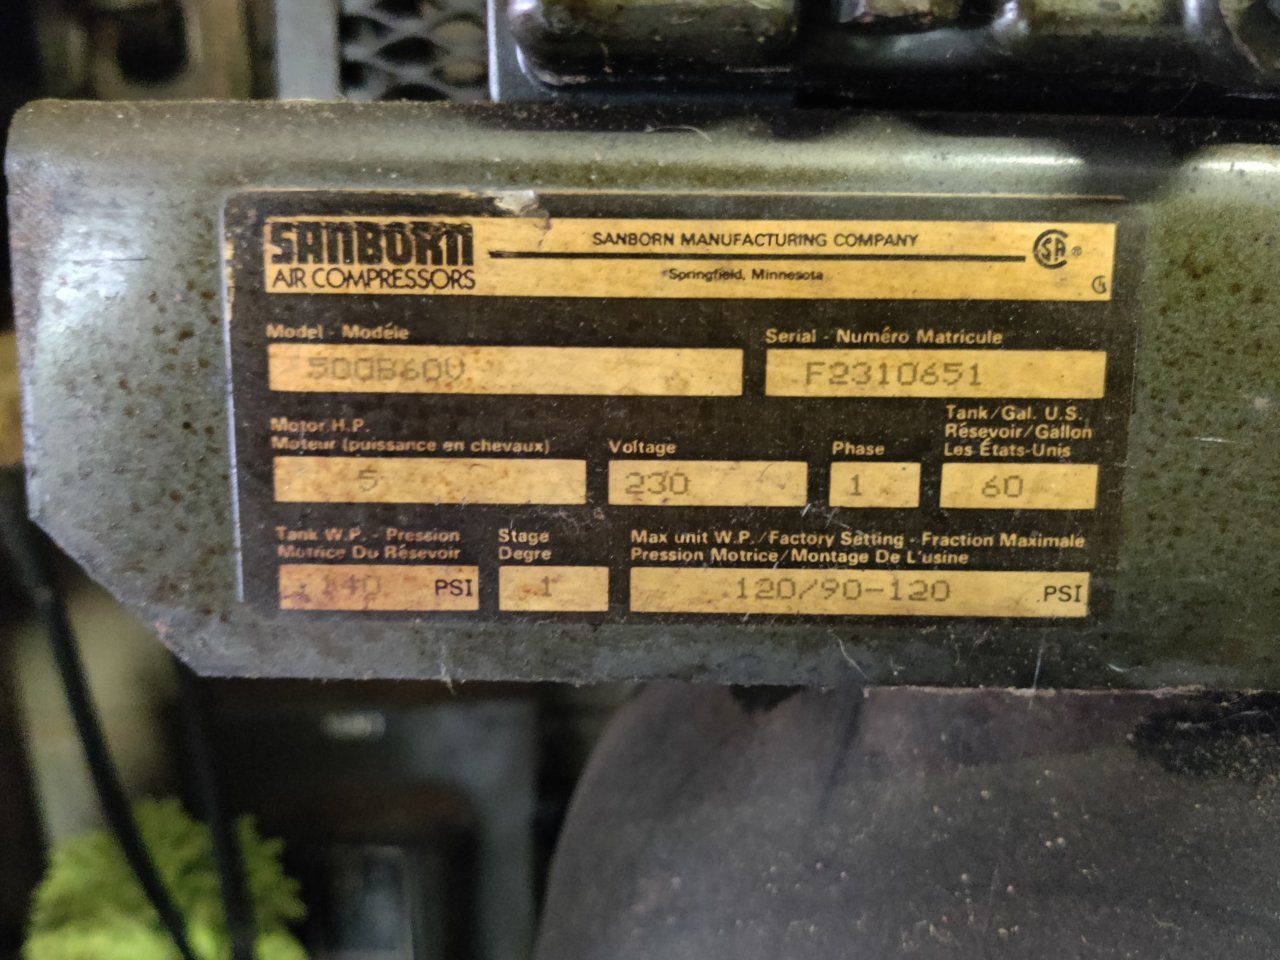 SANBORN
AIR COMPRESSORS
SANBORN MANUFACTURING COMPANY
Springfield, Minnesota
SA ®
Model - Modéle
500B60V
Serial - Numéro Matricule
F2310651
Motor H.P.
Moteur (puissance en chevaux)
5
Voltage
230
Phase
1
Tank/Gal. U.S.
Résevoir/Gallon
Les États-Unis
60
Tank W.P. - Pression
Motrice Du Résevoir
140 PSI
Stage
Degre
1
Max unit W.P./Factory Setting - Fraction Maximale
Pression Motrice/Montage De L'usine
120/90-120 PSI